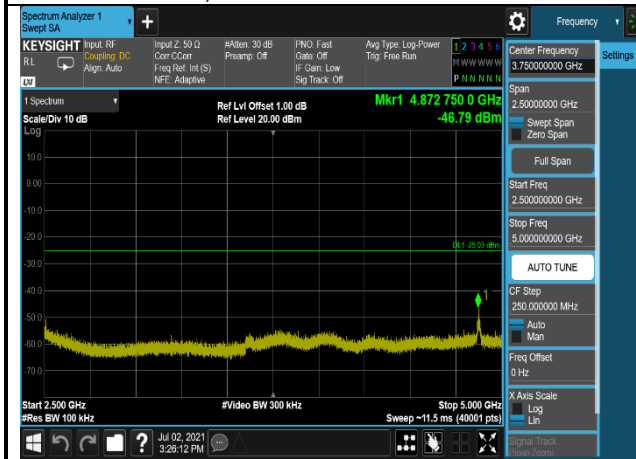 Spectrum Analyzer 1
Swept SA
Frequency
KEYSIGHT
RL
Input: RF
Coupling: DC
Align: Auto
Input Z: 50 Ω
Corr CCorr
Freq Ref: Int (S)
NFE: Adaptive
#Atten: 30 dB
Preamp: Off
PNO: Fast
Gate: Off
IF Gain: Low
Sig Track: Off
Avg Type: Log-Power
Trig: Free Run
1 2 3 4 5 6
M W W W W W
P N N N N N
LXI
1 Spectrum
Scale/Div 10 dB
Log
Ref Lvl Offset 1.00 dB
Ref Level 20.00 dBm
Mkr1 4.872 750 0 GHz
-46.79 dBm
10.0
0.00
-10.0
-20.0
-30.0
-40.0
-50.0
-60.0
-70.0
DL1 -25.03 dBm
1
Start 2.500 GHz
#Res BW 100 kHz
#Video BW 300 kHz
Stop 5.000 GHz
Sweep ~11.5 ms (40001 pts)
Jul 02, 2021
3:26:12 PM
Center Frequency
3.750000000 GHz
Settings
Span
2.50000000 GHz
Swept Span
Zero Span
Full Span
Start Freq
2.500000000 GHz
Stop Freq
5.000000000 GHz
AUTO TUNE
CF Step
250.000000 MHz
Auto
Man
Freq Offset
0 Hz
X Axis Scale
Log
Lin
Signal Track
(Span Zoom)